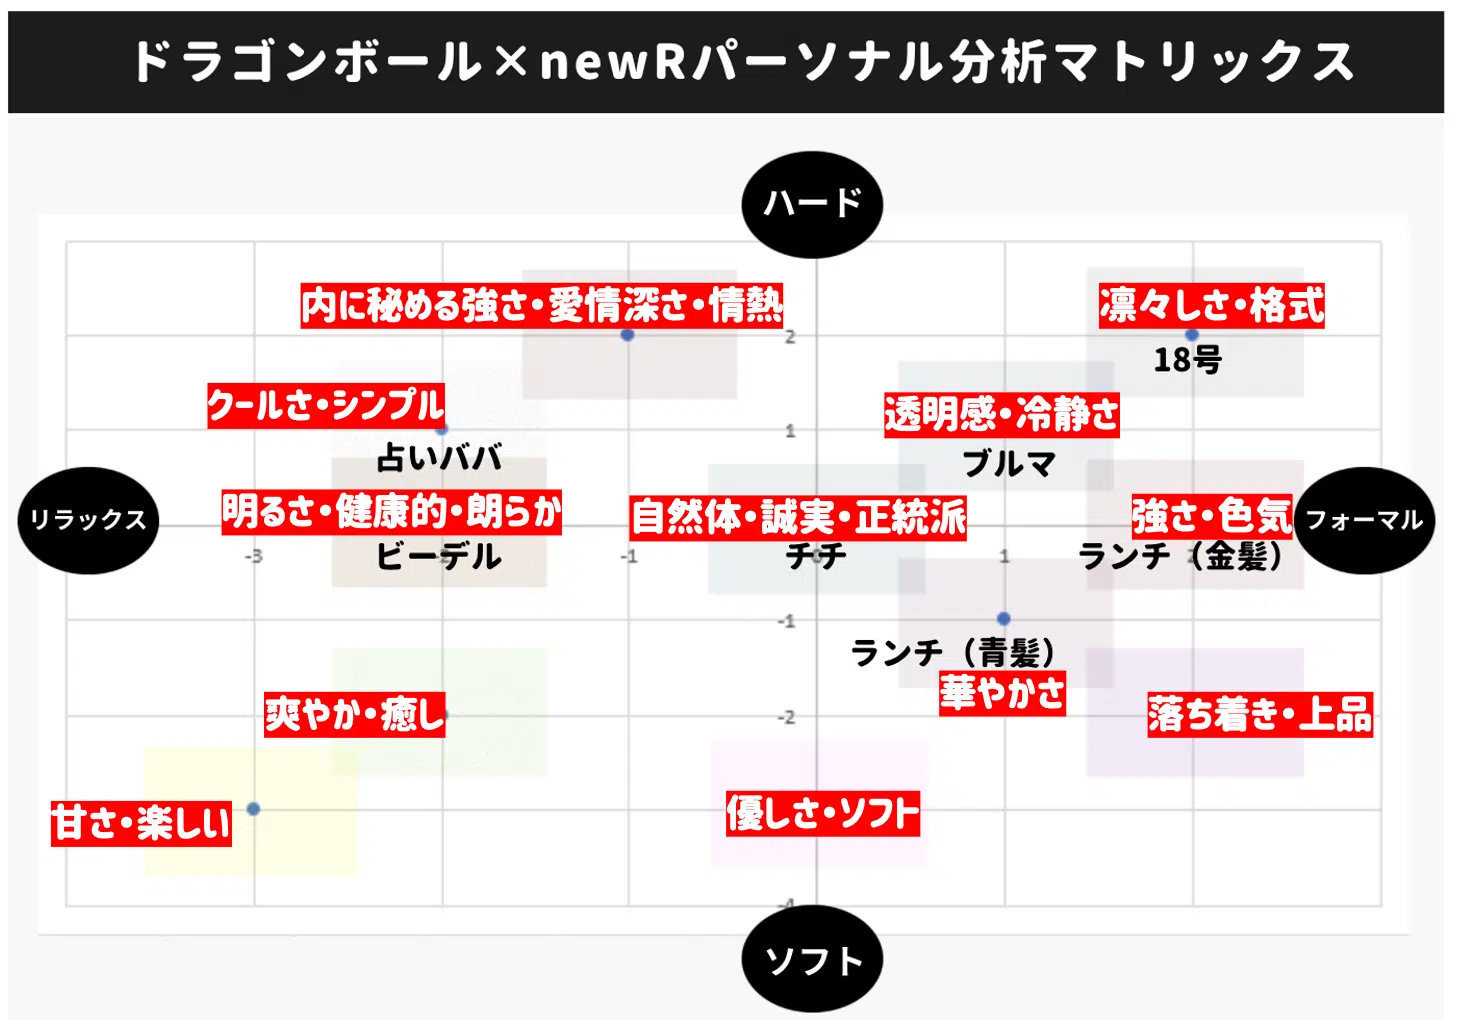 ドラゴンボール×newRパーソナル分析マトリックス
ハード
内に秘める強さ・愛情深さ・情熱
凛々しさ・格式
2
18号
クールさ・シンプル
透明感・冷静さ
1
占いババ
ブルマ
リラックス
明るさ・健康的・朗らか
自然体・誠実・正統派
強さ・色気
フォーマル
-3
ビーデル
-1
チチ
1
ランチ（金髪）
-1
ランチ（青髪）
華やかさ
爽やか・癒し
-2
落ち着き・上品
甘さ・楽しい
優しさ・ソフト
-4
ソフト